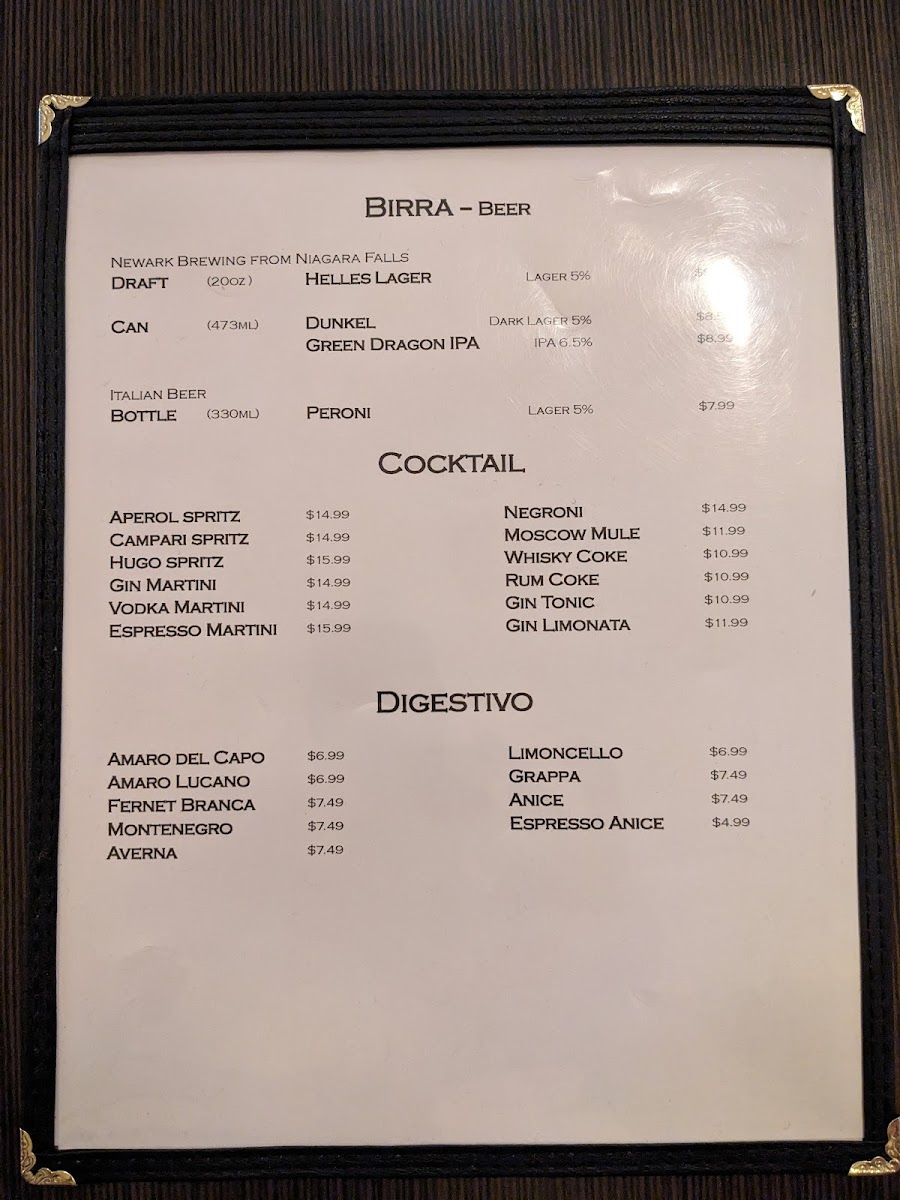 Birra – Beer
Newark Brewing from Niagara Falls
Draft (20oz) Helles Lager Lager 5%
Can (473ml) Dunkel Dark Lager 5%
Green Dragon IPA IPA 6.5% $8.99
Italian Beer
Bottle (330ml) Peroni Lager 5% $7.99
Cocktail
Aperol spritz $14.99 Negroni $14.99
Campari spritz $14.99 Moscow Mule $11.99
Hugo spritz $15.99 Whisky Coke $10.99
Gin Martini $14.99 Rum Coke $10.99
Vodka Martini $14.99 Gin Tonic $10.99
Espresso Martini $15.99 Gin Limonata $11.99
Digestivo
Amaro del Capo $6.99 Limoncello $6.99
Amaro Lucano $6.99 Grappa $7.49
Fernet Branca $7.49 Anice $7.49
Montenegro $7.49 Espresso Anice $4.99
Averna $7.49